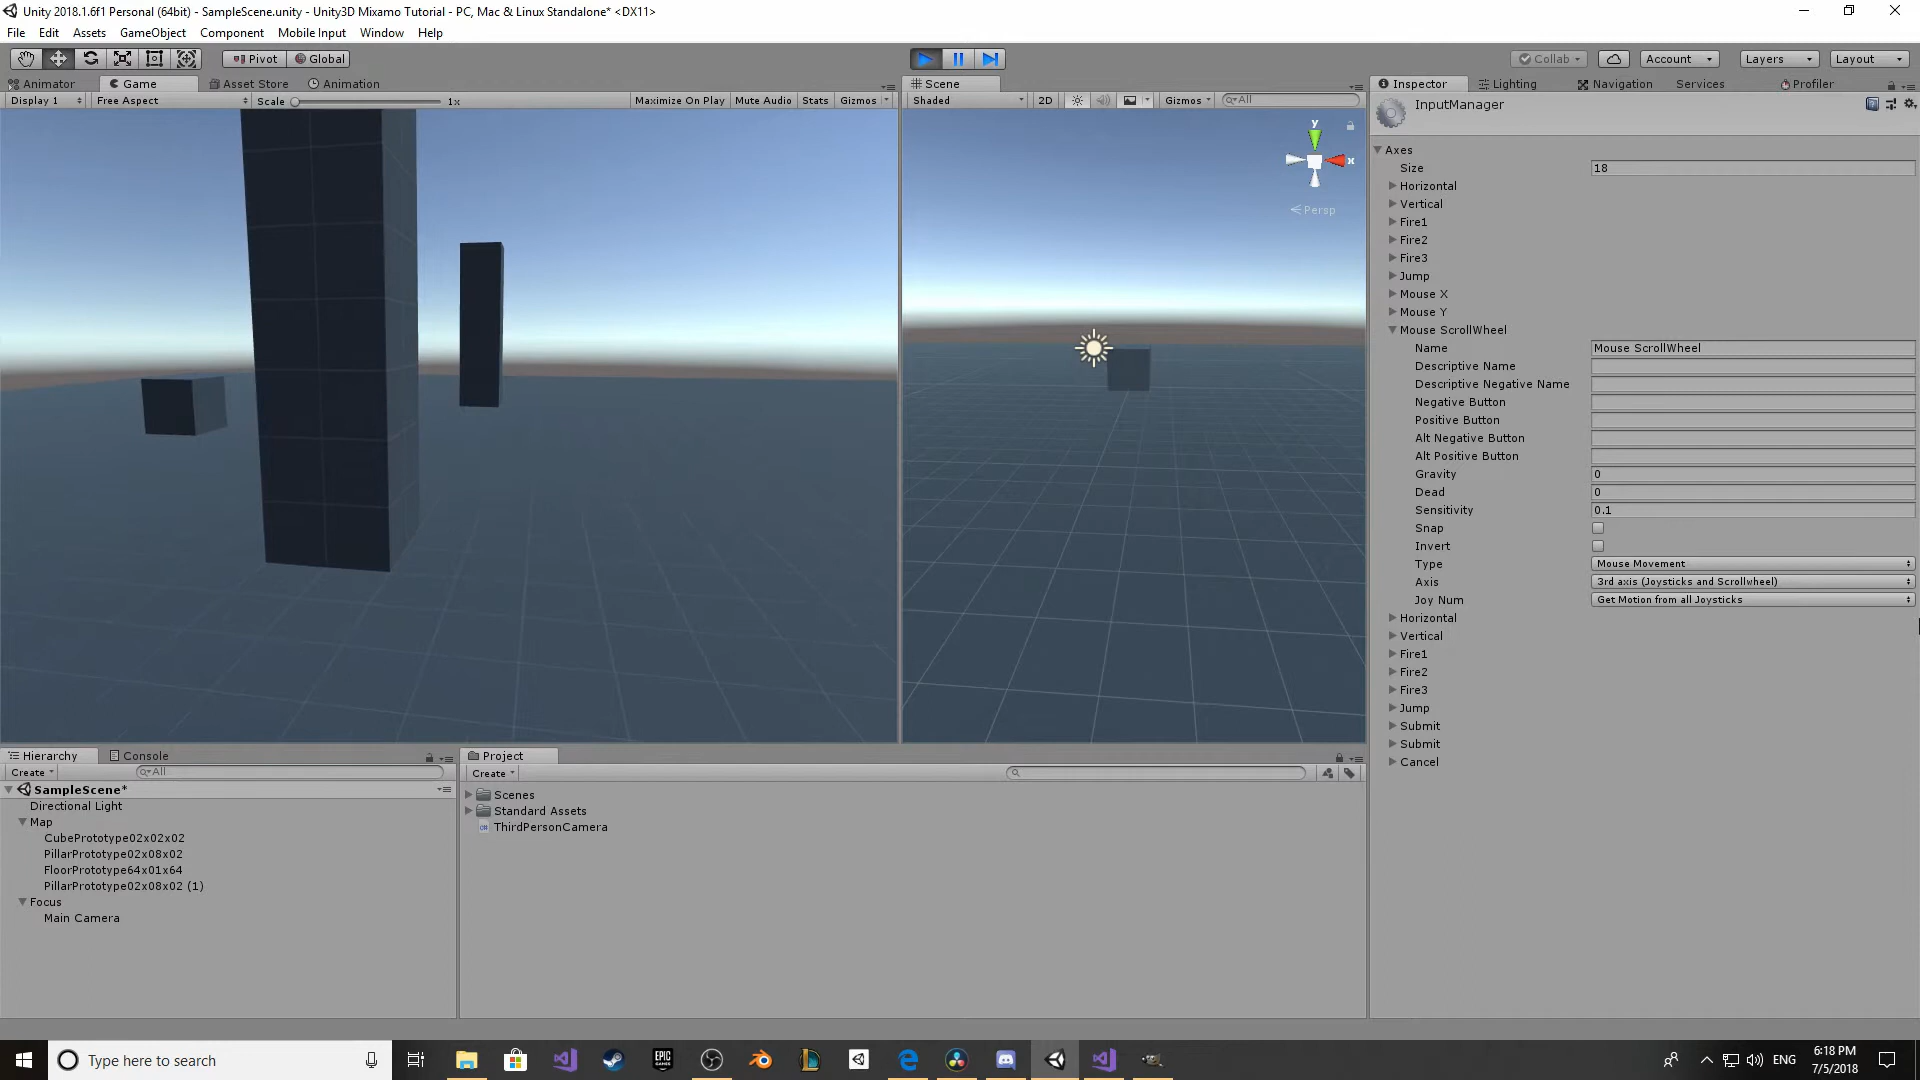 Unity 2018.1.6f1 Personal (64bit) - SampleScene.unity - Unity3D Mixamo Tutorial - PC, Mac & Linux Standalone* <DX11>
File Edit Assets GameObject Component Mobile Input Window Help
Pivot Global Collab Account Layers Layout
Animator Game Asset Store Animation Scene Inspector Lighting Navigation Services Profiler
Display 1 Free Aspect Scale 1x Maximize On Play Mute Audio Stats Gizmos Shaded 2D Gizmos All
InputManager
y
x
Persp
Axes
Size 18
Horizontal
Vertical
Fire1
Fire2
Fire3
Jump
Mouse X
Mouse Y
Mouse ScrollWheel
Name Mouse ScrollWheel
Descriptive Name
Descriptive Negative Name
Negative Button
Positive Button
Alt Negative Button
Alt Positive Button
Gravity 0
Dead 0
Sensitivity 0.1
Snap
Invert
Type Mouse Movement
Axis 3rd axis (Joysticks and Scrollwheel)
Joy Num Get Motion from all Joysticks
Horizontal
Vertical
Fire1
Fire2
Fire3
Jump
Submit
Submit
Cancel
Hierarchy Console
Create All
SampleScene*
Directional Light
Map
CubePrototype02x02x02
PillarPrototype02x08x02
FloorPrototype64x01x64
PillarPrototype02x08x02 (1)
Focus
Main Camera
Project
Create
Scenes
Standard Assets
ThirdPersonCamera
Type here to search
EPIC GAMES
ENG
6:18 PM
7/5/2018